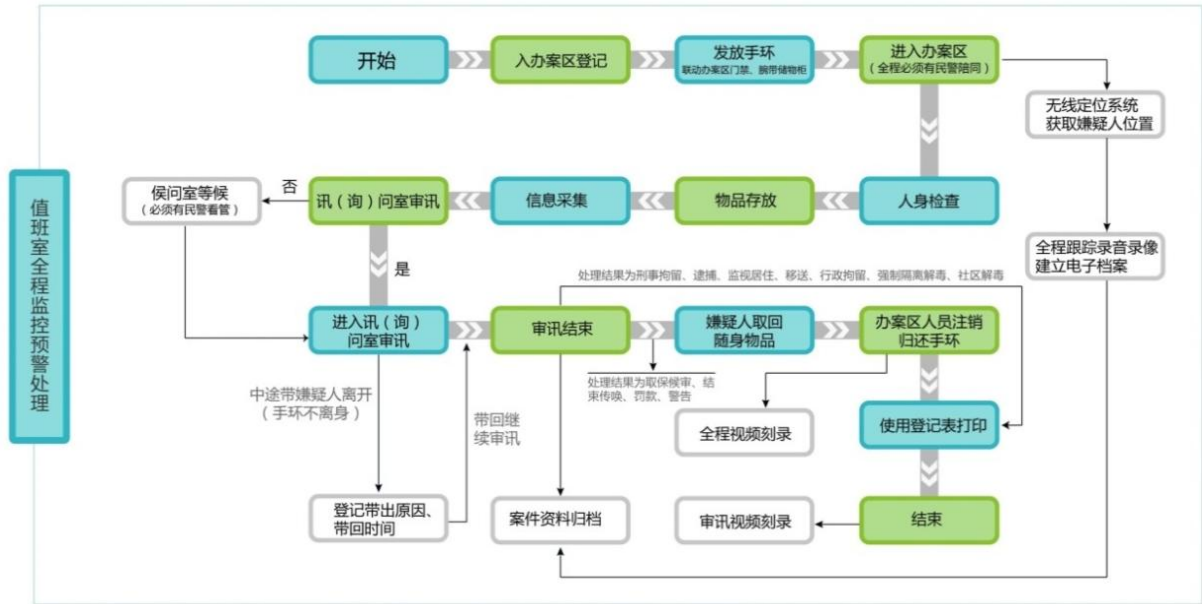 值班室全程监控预警处理
开始
入办案区登记
发放手环
联动办案区门禁、腕带储物柜
进入办案区
（全程必须有民警陪同）
无线定位系统
获取嫌疑人位置
侯问室等候
（必须有民警看管）
否
讯（询）问室审讯
信息采集
物品存放
人身检查
全程跟踪录音录像
建立电子档案
是
处理结果为刑事拘留、逮捕、监视居住、移送、行政拘留、强制隔离解毒、社区解毒
进入讯（询）
问室审讯
审讯结束
嫌疑人取回
随身物品
办案区人员注销
归还手环
处理结果为取保候审、结
束传唤、罚款、警告
中途带嫌疑人离开
（手环不离身）
带回继
续审讯
全程视频刻录
使用登记表打印
登记带出原因、
带回时间
案件资料归档
审讯视频刻录
结束